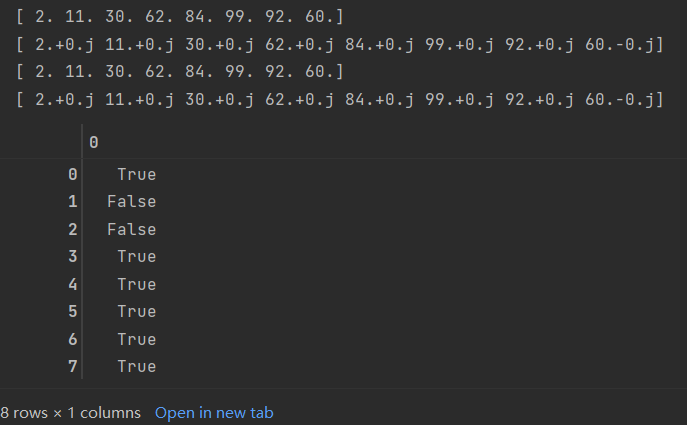 [ 2. 11. 30. 62. 84. 99. 92. 60.]
[ 2.+0.j 11.+0.j 30.+0.j 62.+0.j 84.+0.j 99.+0.j 92.+0.j 60.-0.j]
[ 2. 11. 30. 62. 84. 99. 92. 60.]
[ 2.+0.j 11.+0.j 30.+0.j 62.+0.j 84.+0.j 99.+0.j 92.+0.j 60.-0.j]
0
0 True
1 False
2 False
3 True
4 True
5 True
6 True
7 True
8 rows × 1 columns Open in new tab